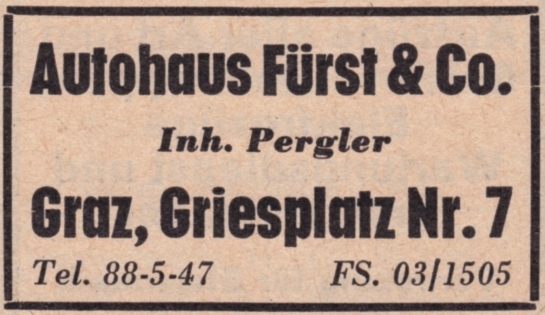 Autohaus Fürst & Co.
Inh. Pergler
Graz, Griesplatz Nr. 7
Tel. 88-5-47 FS. 03/1505